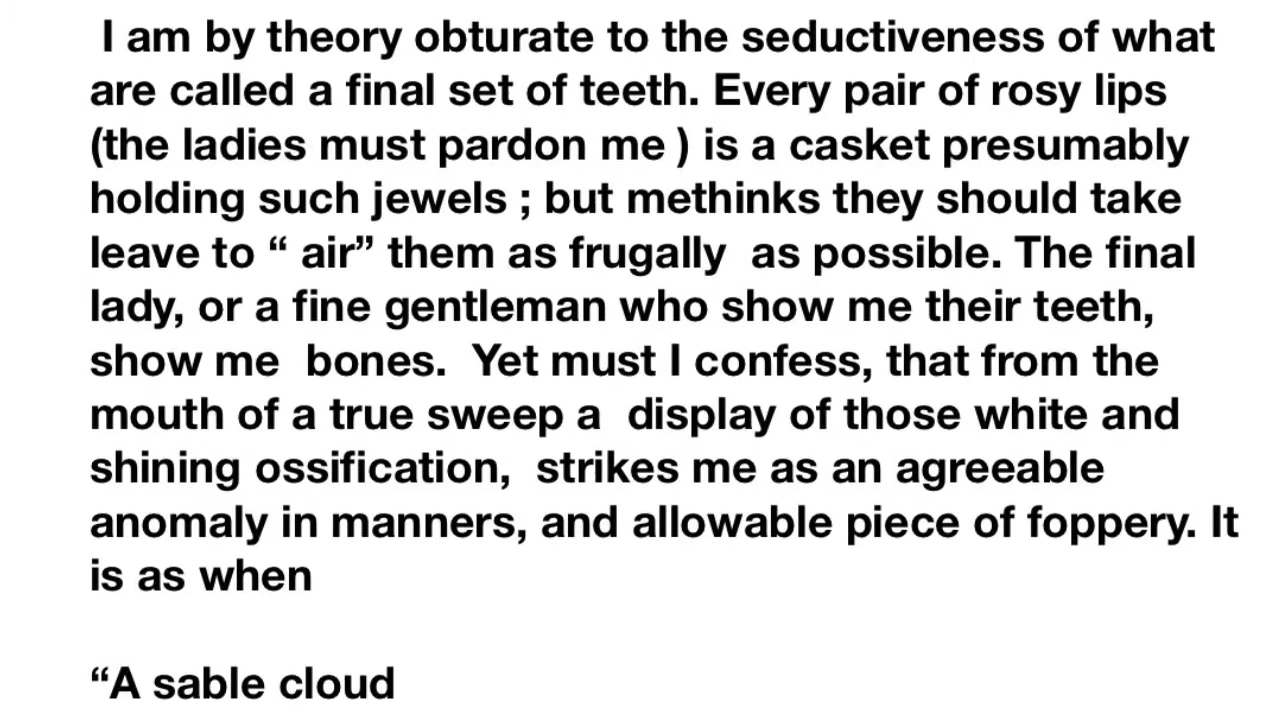 I am by theory obturate to the seductiveness of what
are called a final set of teeth. Every pair of rosy lips
(the ladies must pardon me ) is a casket presumably
holding such jewels ; but methinks they should take
leave to “ air” them as frugally  as possible. The final
lady, or a fine gentleman who show me their teeth,
show me  bones.  Yet must I confess, that from the
mouth of a true sweep a  display of those white and
shining ossification,  strikes me as an agreeable
anomaly in manners, and allowable piece of foppery. It
is as when
“A sable cloud